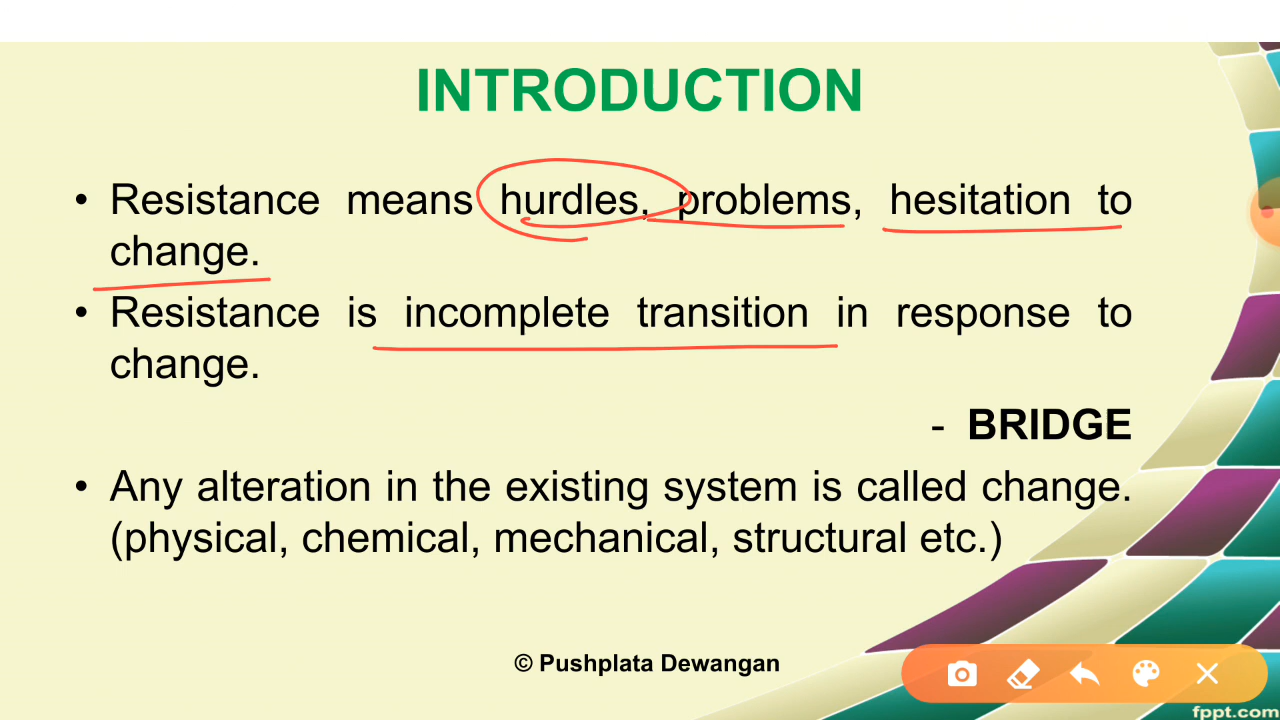 INTRODUCTION
• Resistance means hurdles, problems, hesitation to
change.
• Resistance is incomplete transition in response to
change.
- BRIDGE
• Any alteration in the existing system is called change.
(physical, chemical, mechanical, structural etc.)
© Pushplata Dewangan
fppt.com